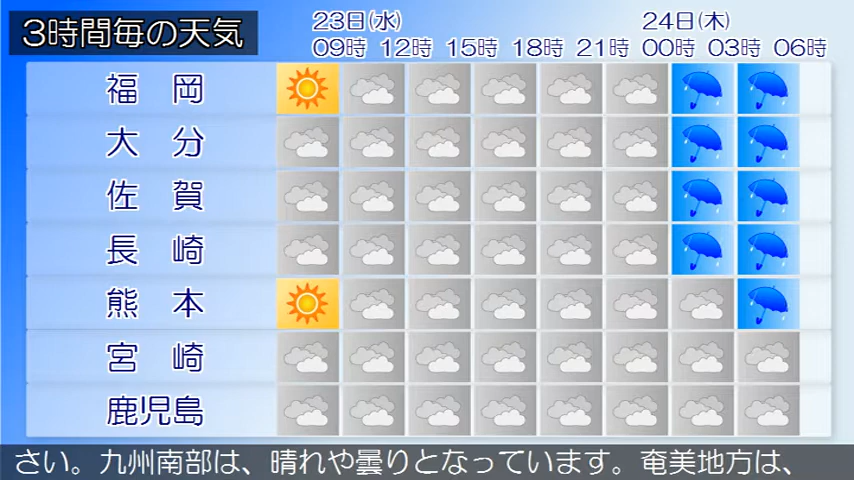 3時間毎の天気
23日(水) 24日(木)
09時 12時 15時 18時 21時 00時 03時 06時
福岡
大分
佐賀
長崎
熊本
宮崎
鹿児島
さい。九州南部は、晴れや曇りとなっています。奄美地方は、